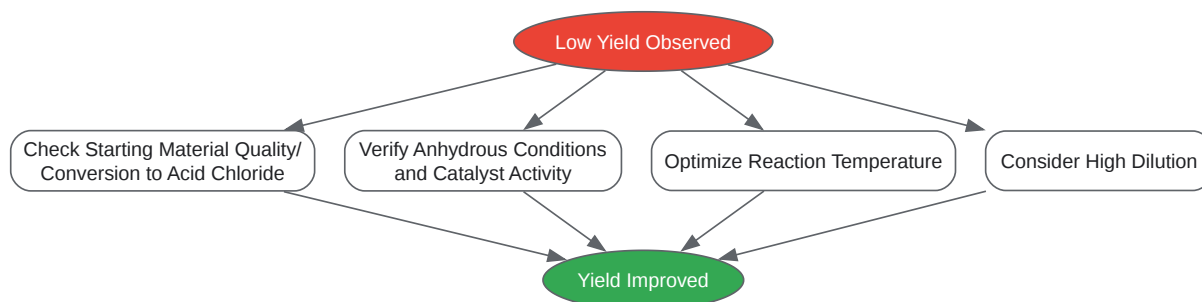 Low Yield Observed
Check Starting Material Quality/
Conversion to Acid Chloride
Verify Anhydrous Conditions
and Catalyst Activity
Optimize Reaction Temperature
Consider High Dilution
Yield Improved